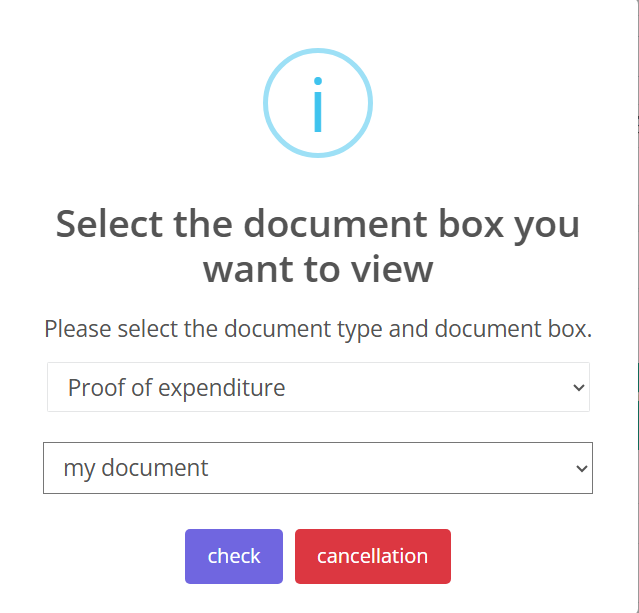 Select the document box you
want to view
Please select the document type and document box.
Proof of expenditure
my document
check
cancellation